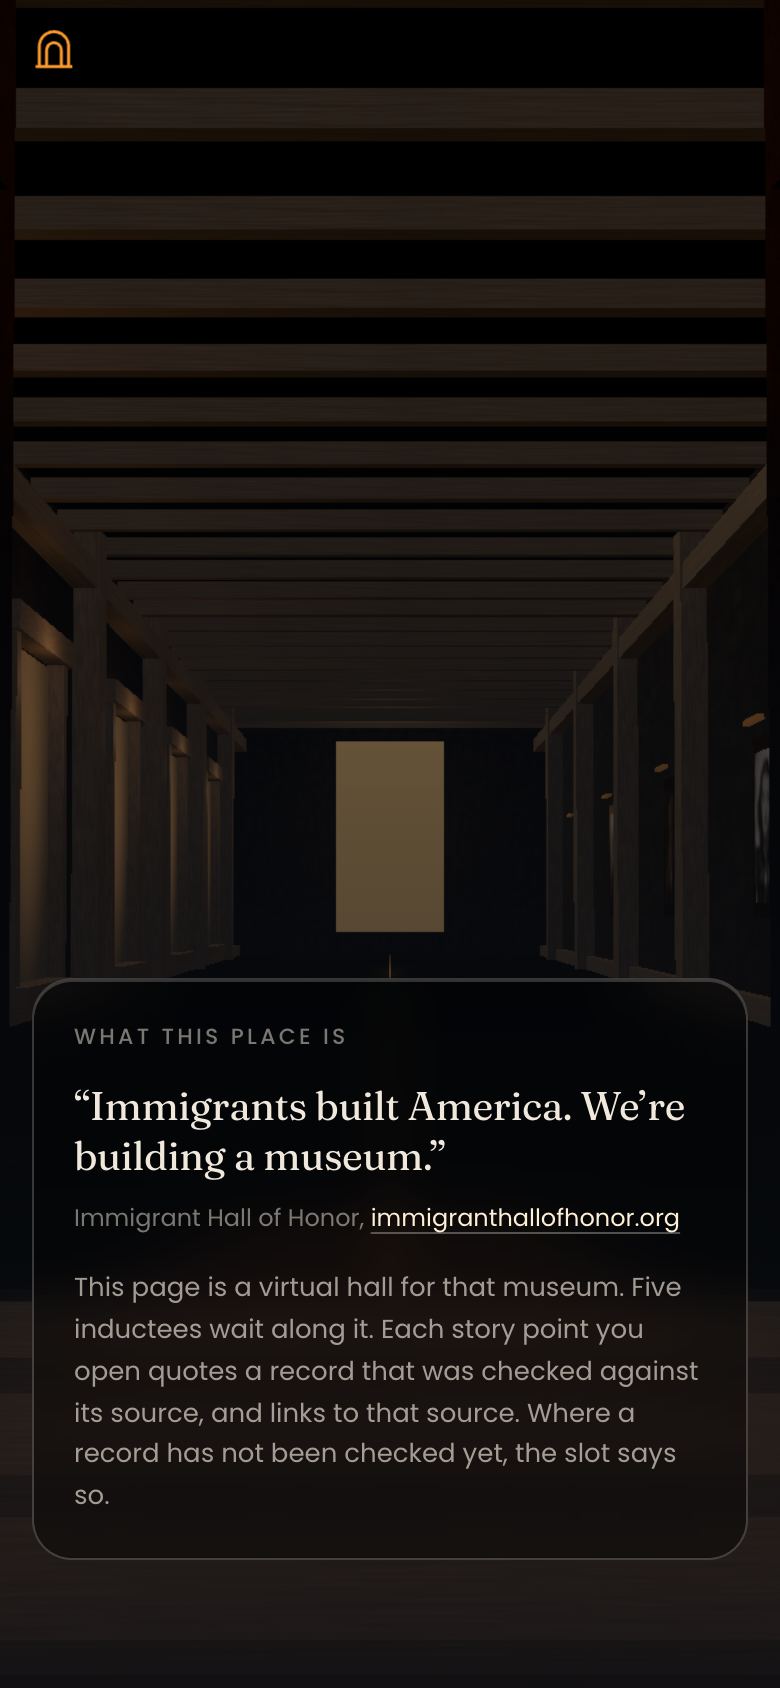 WHAT THIS PLACE IS
“Immigrants built America. We’re
building a museum.”
Immigrant Hall of Honor, immigranthallofhonor.org
This page is a virtual hall for that museum. Five
inductees wait along it. Each story point you
open quotes a record that was checked against
its source, and links to that source. Where a
record has not been checked yet, the slot says
so.